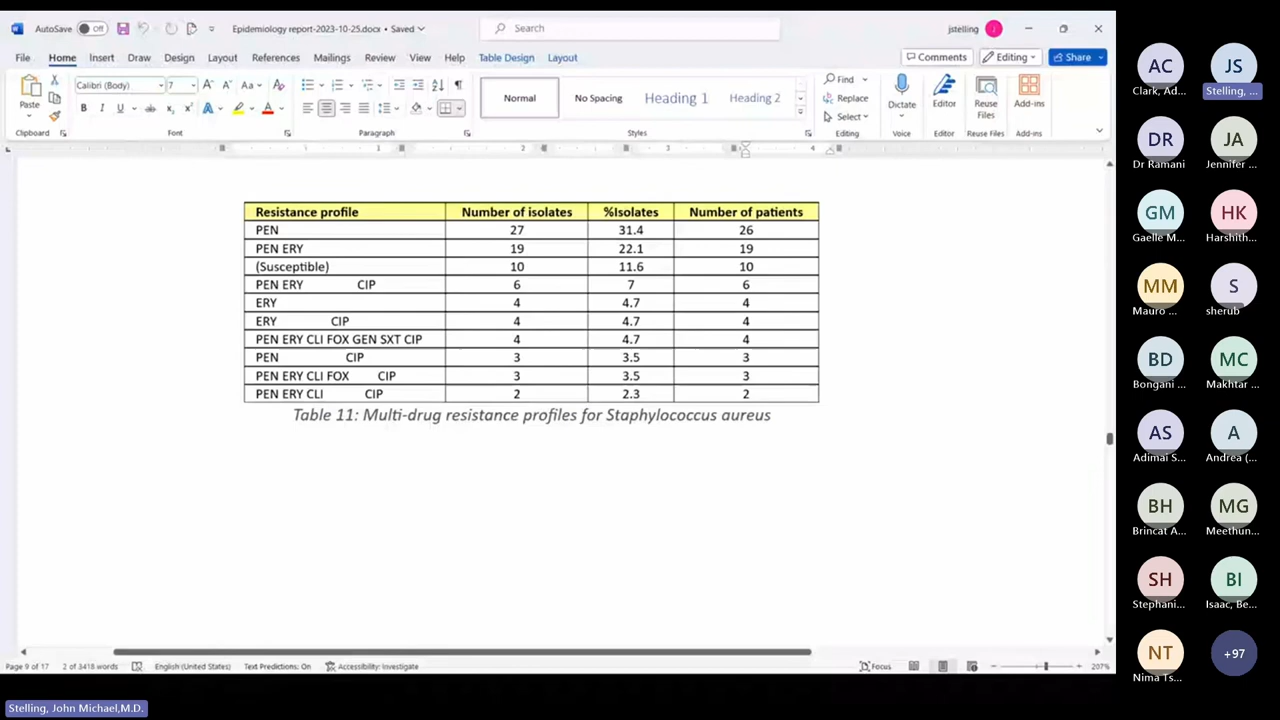 AutoSave Off Epidemiology report-2023-10-25.docx • Saved Search jstelling
File Home Insert Draw Design Layout References Mailings Review View Help Table Design Layout Comments Editing Share
Calibri (Body) 7
Paste
Normal No Spacing Heading 1 Heading 2
Find
Replace
Select
Dictate Editor Reuse Files Add-ins
Clipboard Font Paragraph Styles Editing Voice Editor Reuse Files Add-ins
1 2 3 4
Resistance profile Number of isolates %Isolates Number of patients
PEN 27 31.4 26
PEN ERY 19 22.1 19
(Susceptible) 10 11.6 10
PEN ERY CIP 6 7 6
ERY 4 4.7 4
ERY CIP 4 4.7 4
PEN ERY CLI FOX GEN SXT CIP 4 4.7 4
PEN CIP 3 3.5 3
PEN ERY CLI FOX CIP 3 3.5 3
PEN ERY CLI CIP 2 2.3 2
Table 11: Multi-drug resistance profiles for Staphylococcus aureus
Page 9 of 17 2 of 3418 words English (United States) Text Predictions: On Accessibility: Investigate Focus 207%
AC JS
Clark, Ad... Stelling, ...
DR JA
Dr Ramani Jennifer ...
GM HK
Gaelle M... Harshith...
MM S
Mauro ... sherub
BD MC
Bongani ... Makhtar ...
AS A
Adimai S... Andrea (...
BH MG
Brincat A... Meethun...
SH BI
Stephani... Isaac, Be...
NT +97
Nima Ts...
Stelling, John Michael,M.D.